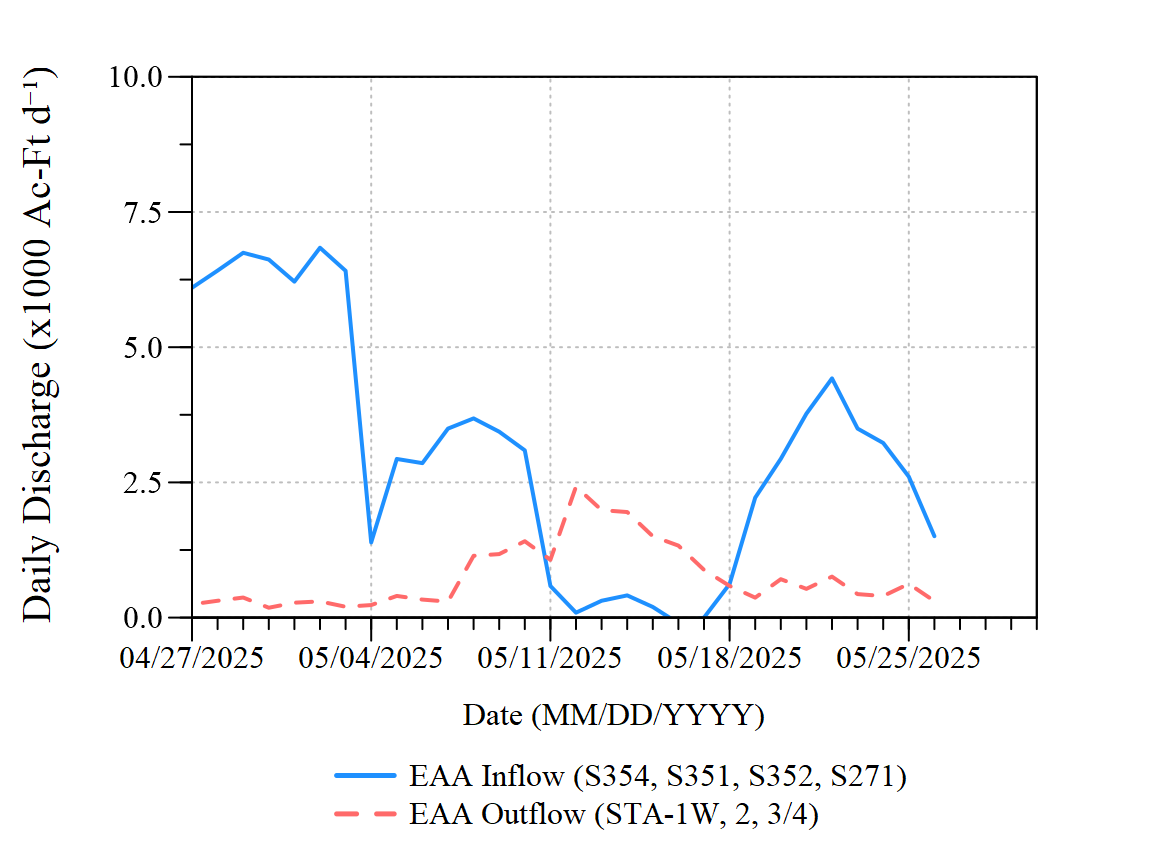 Daily Discharge (x1000 Ac-Ft d⁻¹)
10.0
7.5
5.0
2.5
0.0
04/27/2025 05/04/2025 05/11/2025 05/18/2025 05/25/2025
Date (MM/DD/YYYY)
EAA Inflow (S354, S351, S352, S271)
EAA Outflow (STA-1W, 2, 3/4)